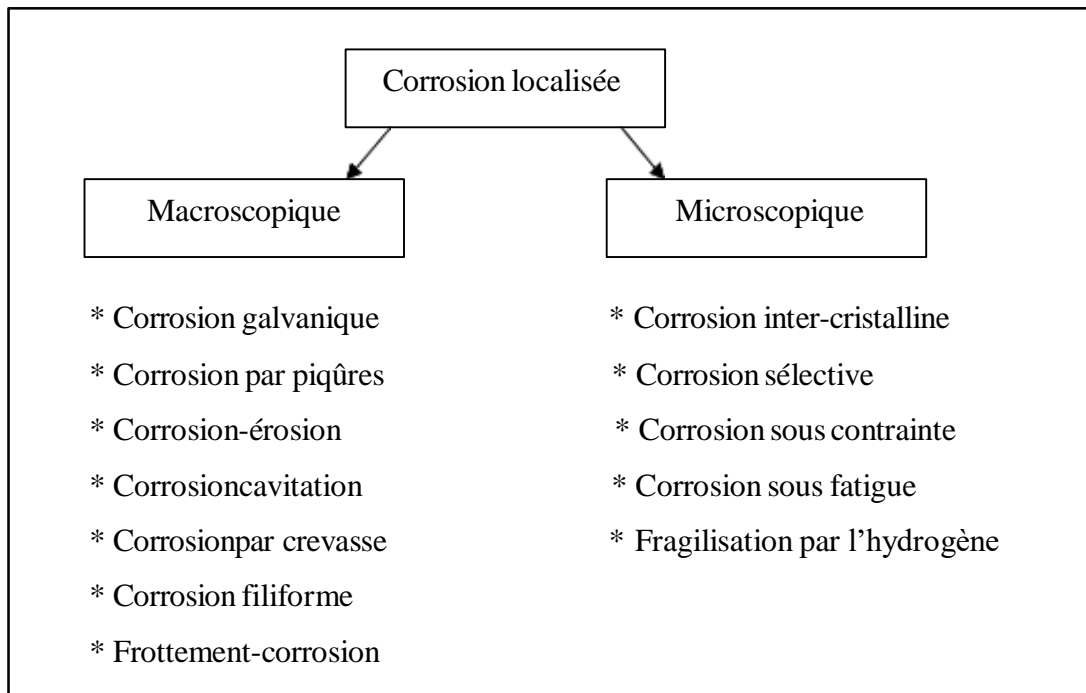 Corrosion localisée
Macroscopique
* Corrosion galvanique
* Corrosion par piqûres
* Corrosion-érosion
* Corrosioncavitation
* Corrosionpar crevasse
* Corrosion filiforme
* Frottement-corrosion
Microscopique
* Corrosion inter-cristalline
* Corrosion sélective
* Corrosion sous contrainte
* Corrosion sous fatigue
* Fragilisation par l’hydrogène